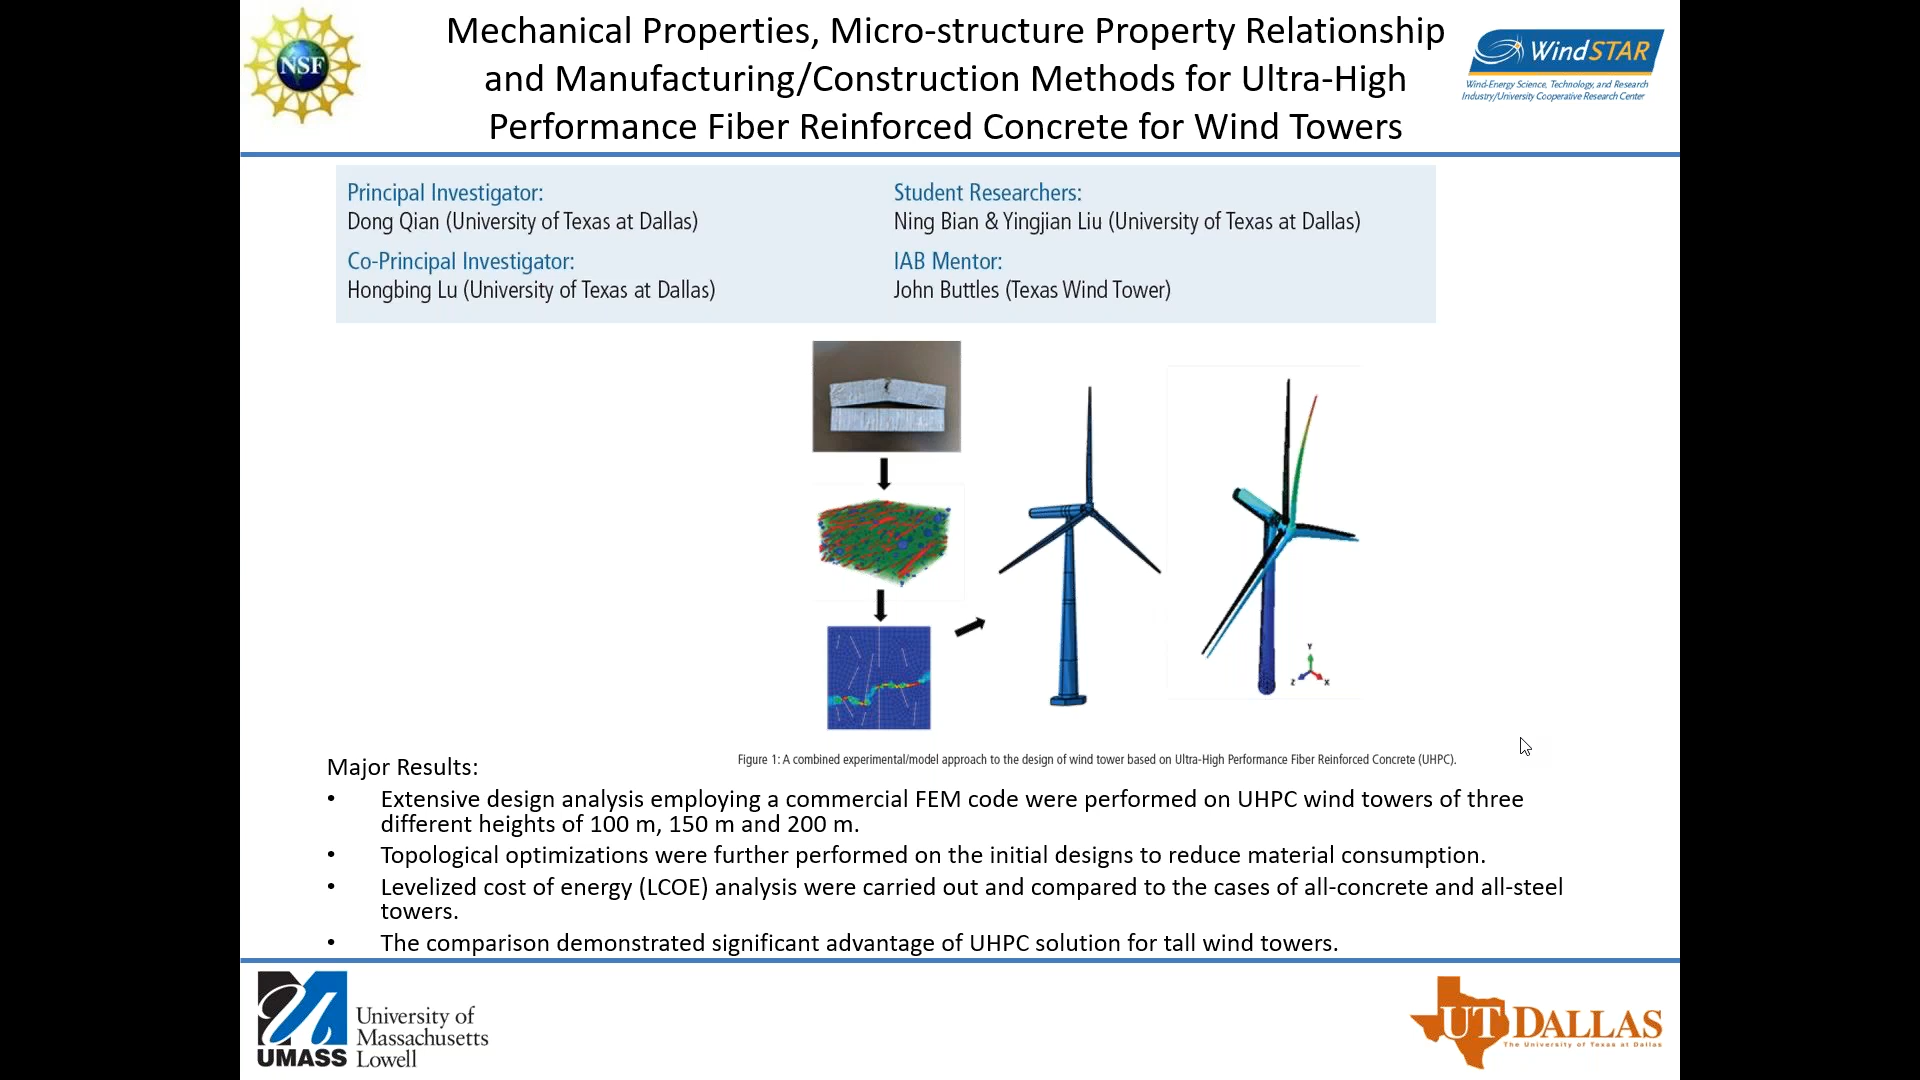 NSF
Mechanical Properties, Micro-structure Property Relationship
and Manufacturing/Construction Methods for Ultra-High
Performance Fiber Reinforced Concrete for Wind Towers
WindSTAR
Wind-Energy Science, Technology, and Research
Industry/University Cooperative Research Center
Principal Investigator:
Dong Qian (University of Texas at Dallas)
Co-Principal Investigator:
Hongbing Lu (University of Texas at Dallas)
Student Researchers:
Ning Bian & Yingjian Liu (University of Texas at Dallas)
IAB Mentor:
John Buttles (Texas Wind Tower)
Y
Z
X
Figure 1: A combined experimental/model approach to the design of wind tower based on Ultra-High Performance Fiber Reinforced Concrete (UHPC).
Major Results:
• Extensive design analysis employing a commercial FEM code were performed on UHPC wind towers of three
different heights of 100 m, 150 m and 200 m.
• Topological optimizations were further performed on the initial designs to reduce material consumption.
• Levelized cost of energy (LCOE) analysis were carried out and compared to the cases of all-concrete and all-steel
towers.
• The comparison demonstrated significant advantage of UHPC solution for tall wind towers.
UMASS
University of
Massachusetts
Lowell
UT DALLAS
The University of Texas at Dallas